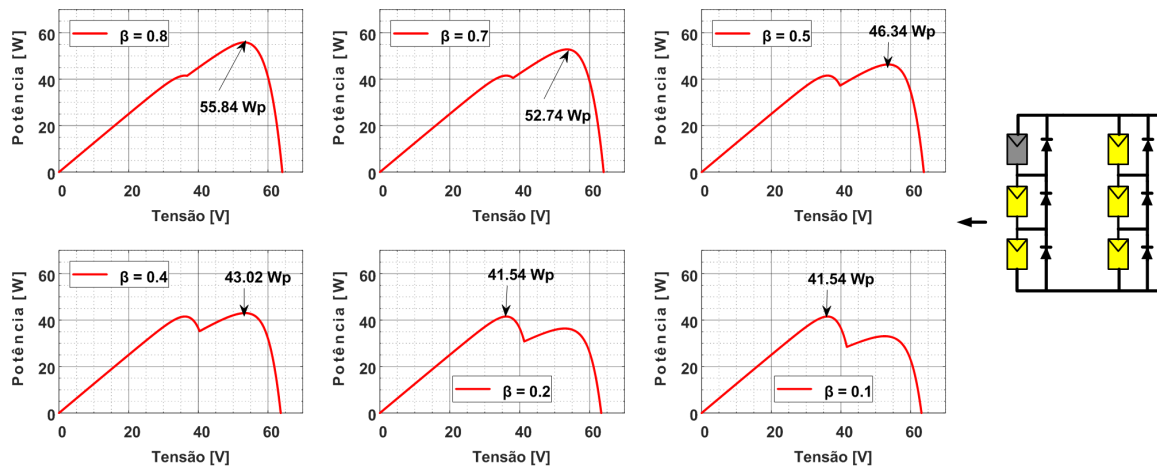 Potência [W]
60
40
20
0
β = 0.8
55.84 Wp
0 20 40 60
Tensão [V]
Potência [W]
60
40
20
0
β = 0.7
52.74 Wp
0 20 40 60
Tensão [V]
Potência [W]
60
40
20
0
β = 0.5
46.34 Wp
0 20 40 60
Tensão [V]
Potência [W]
60
40
20
0
β = 0.4
43.02 Wp
0 20 40 60
Tensão [V]
Potência [W]
60
40
20
0
41.54 Wp
β = 0.2
0 20 40 60
Tensão [V]
Potência [W]
60
40
20
0
41.54 Wp
β = 0.1
0 20 40 60
Tensão [V]